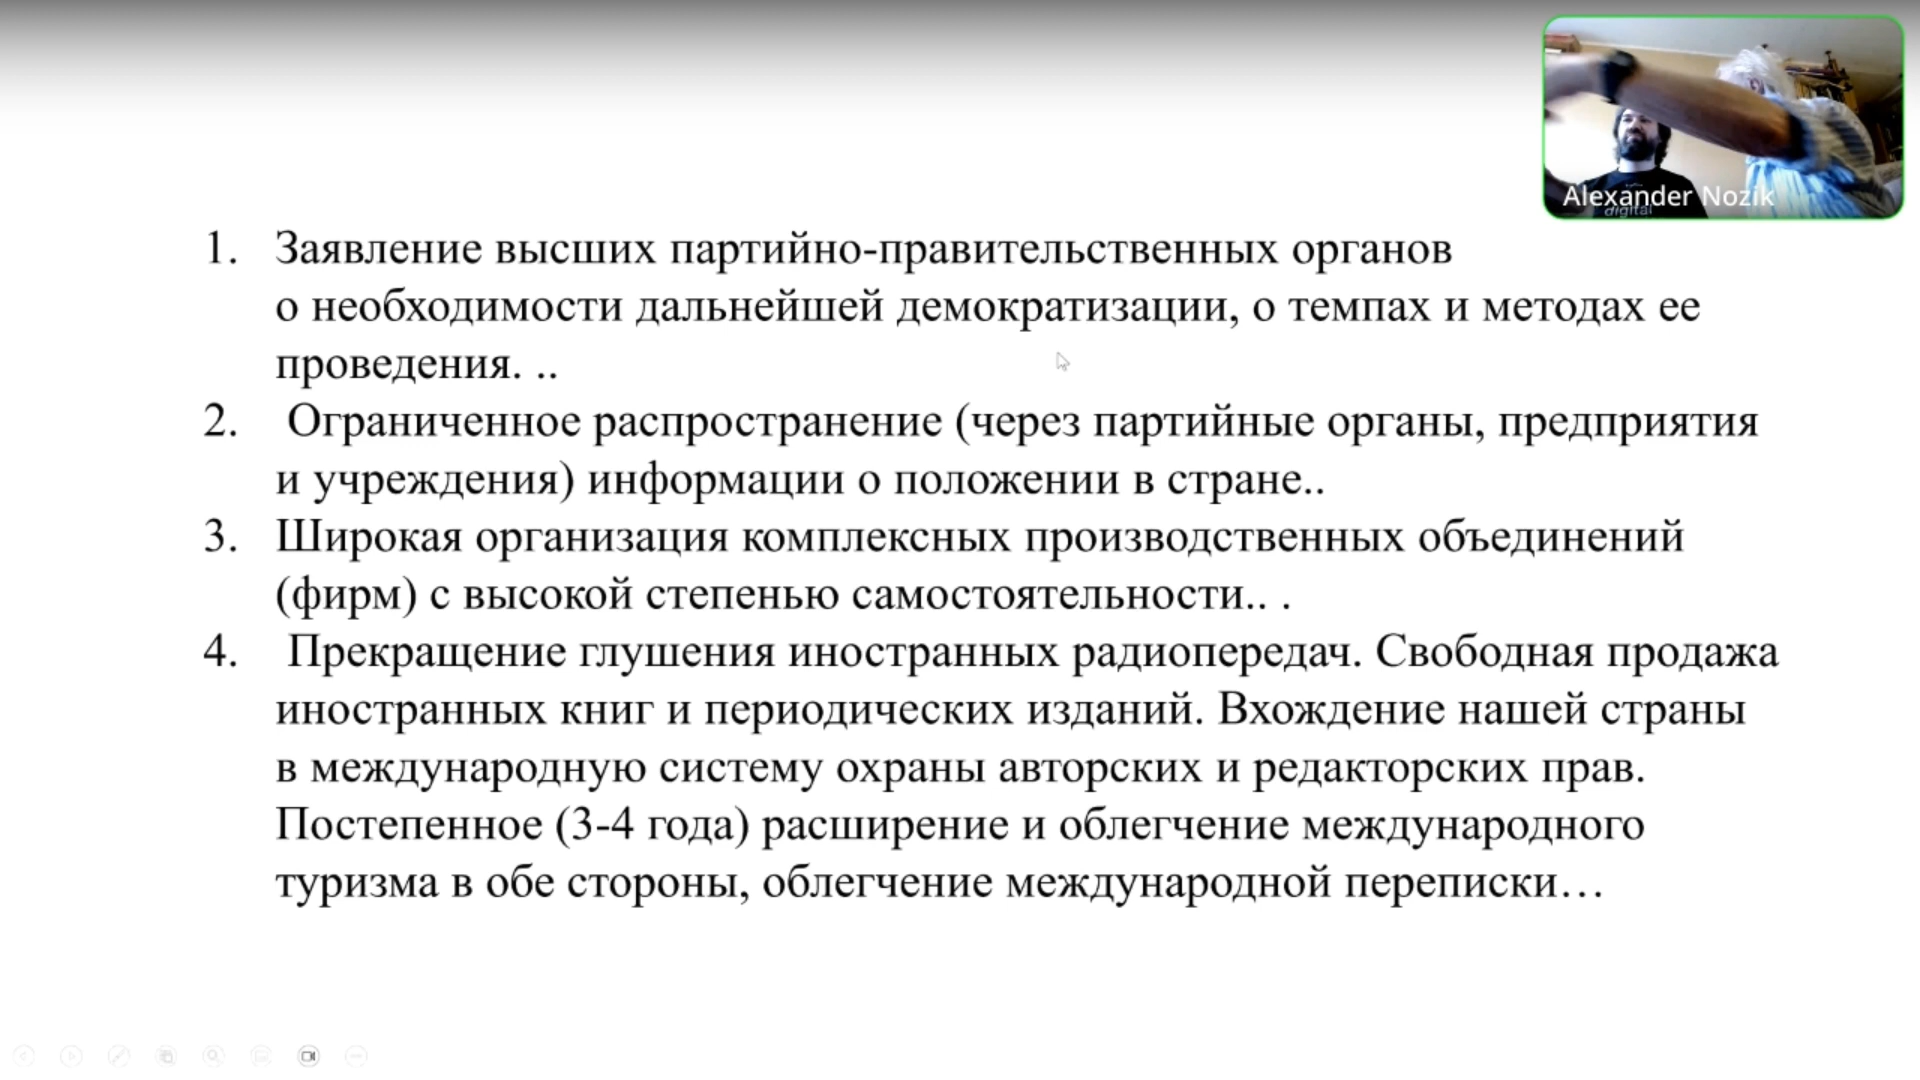 Alexander Nozik
digital
1. Заявление высших партийно-правительственных органов
о необходимости дальнейшей демократизации, о темпах и методах ее
проведения. ..
2. Ограниченное распространение (через партийные органы, предприятия
и учреждения) информации о положении в стране..
3. Широкая организация комплексных производственных объединений
(фирм) с высокой степенью самостоятельности.. .
4. Прекращение глушения иностранных радиопередач. Свободная продажа
иностранных книг и периодических изданий. Вхождение нашей страны
в международную систему охраны авторских и редакторских прав.
Постепенное (3-4 года) расширение и облегчение международного
туризма в обе стороны, облегчение международной переписки…